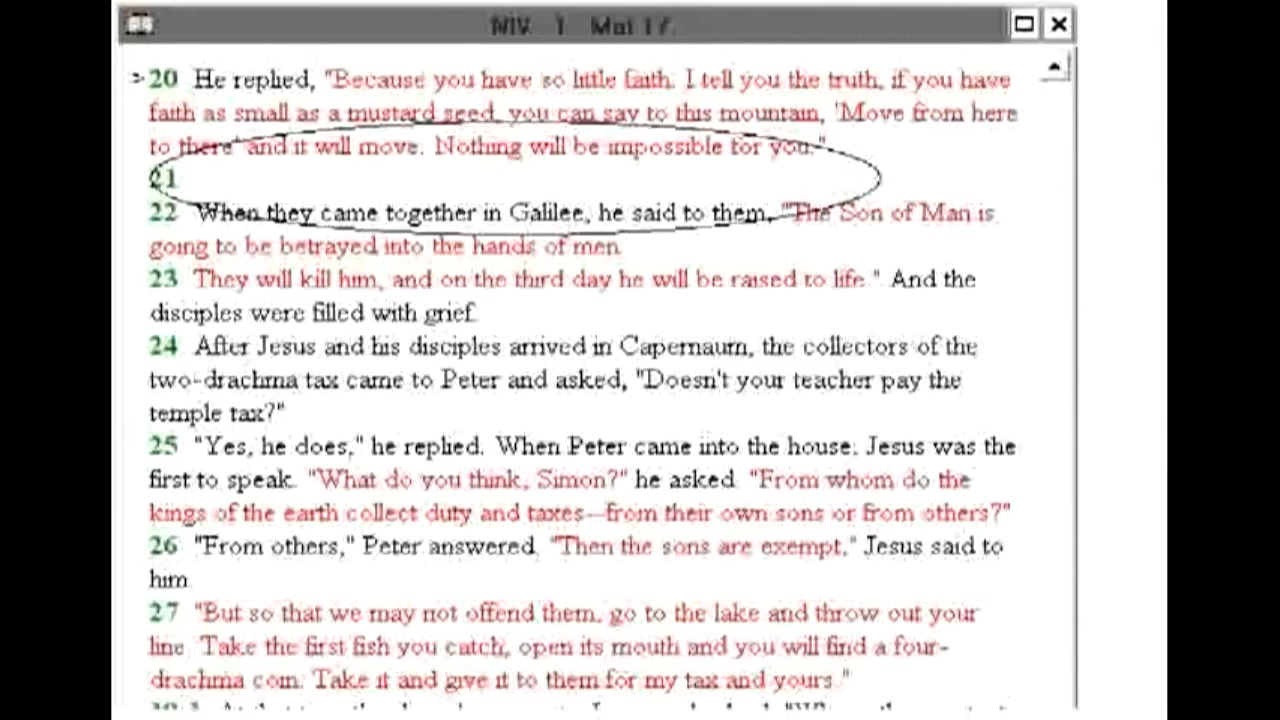 NIV 1 Mat 17
20 He replied, "Because you have so little faith. I tell you the truth, if you have
faith as small as a mustard seed, you can say to this mountain, 'Move from here
to there' and it will move. Nothing will be impossible for you."
21
22 When they came together in Galilee, he said to them, "The Son of Man is
going to be betrayed into the hands of men.
23 They will kill him, and on the third day he will be raised to life." And the
disciples were filled with grief.
24 After Jesus and his disciples arrived in Capernaum, the collectors of the
two-drachma tax came to Peter and asked, "Doesn't your teacher pay the
temple tax?"
25 "Yes, he does," he replied. When Peter came into the house, Jesus was the
first to speak. "What do you think, Simon?" he asked. "From whom do the
kings of the earth collect duty and taxes--from their own sons or from others?"
26 "From others," Peter answered. "Then the sons are exempt," Jesus said to
him.
27 "But so that we may not offend them, go to the lake and throw out your
line. Take the first fish you catch, open its mouth and you will find a four-
drachma coin. Take it and give it to them for my tax and yours."